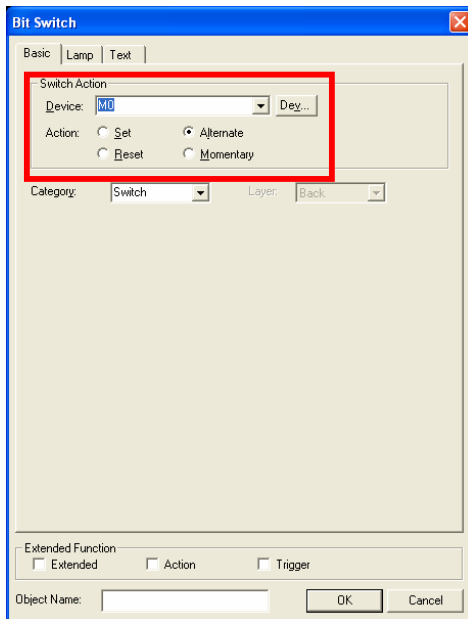 Bit Switch
Basic Lamp Text
Switch Action
Device: M0 Dev...
Action: Set Alternate
Reset Momentary
Category: Switch Layer: Back
Extended Function
Extended Action Trigger
Object Name: OK Cancel